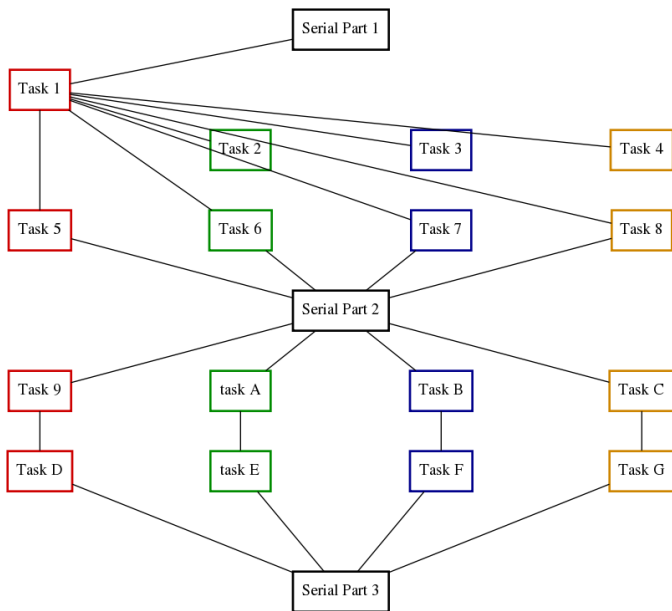 Serial Part 1
Task 1
Task 2
Task 3
Task 4
Task 5
Task 6
Task 7
Task 8
Serial Part 2
Task 9
task A
Task B
Task C
Task D
task E
Task F
Task G
Serial Part 3